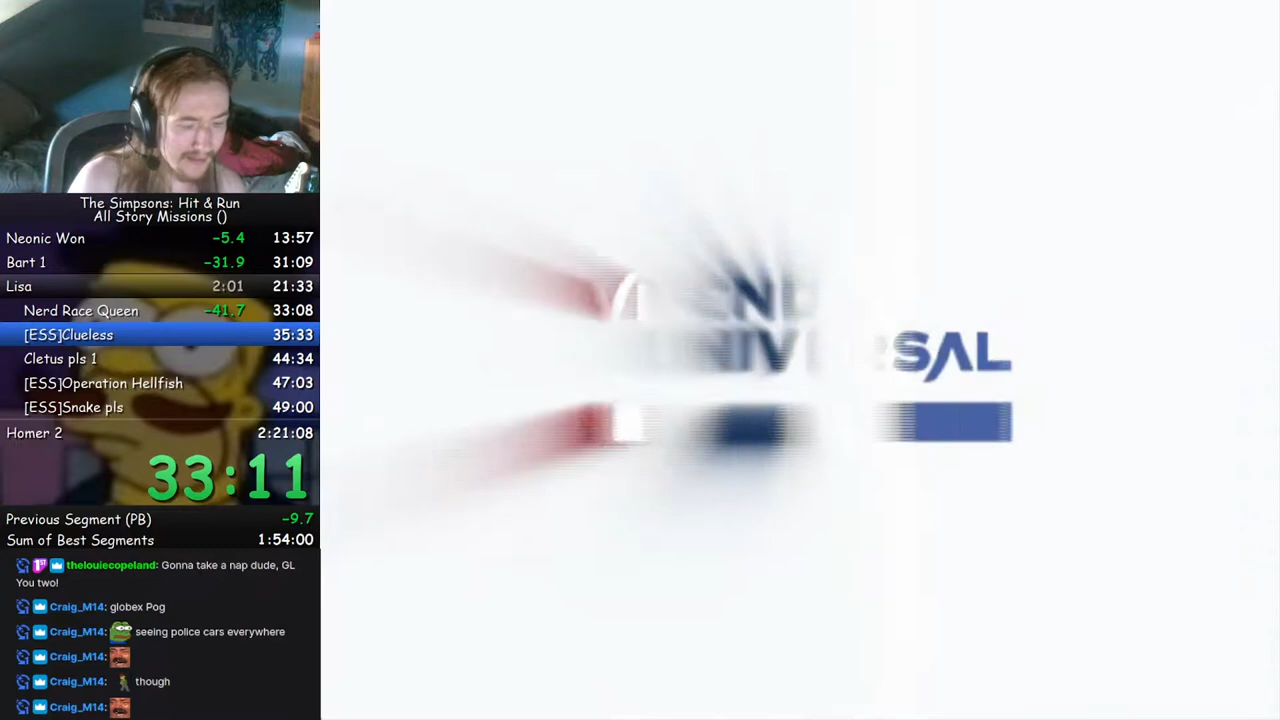 The Simpsons: Hit & Run
All Story Missions ()
Neonic Won -5.4 13:57
Bart 1 -31.9 31:09
Lisa 2:01 21:33
Nerd Race Queen -41.7 33:08
[ESS]Clueless 35:33
Cletus pls 1 44:34
[ESS]Operation Hellfish 47:03
[ESS]Snake pls 49:00
Homer 2 2:21:08
33:11
Previous Segment (PB) -9.7
Sum of Best Segments 1:54:00
thelouiecopeland: Gonna take a nap dude, GL
You two!
Craig_M14: globex Pog
Craig_M14: seeing police cars everywhere
Craig_M14:
Craig_M14: though
Craig_M14:
UNIVERSAL